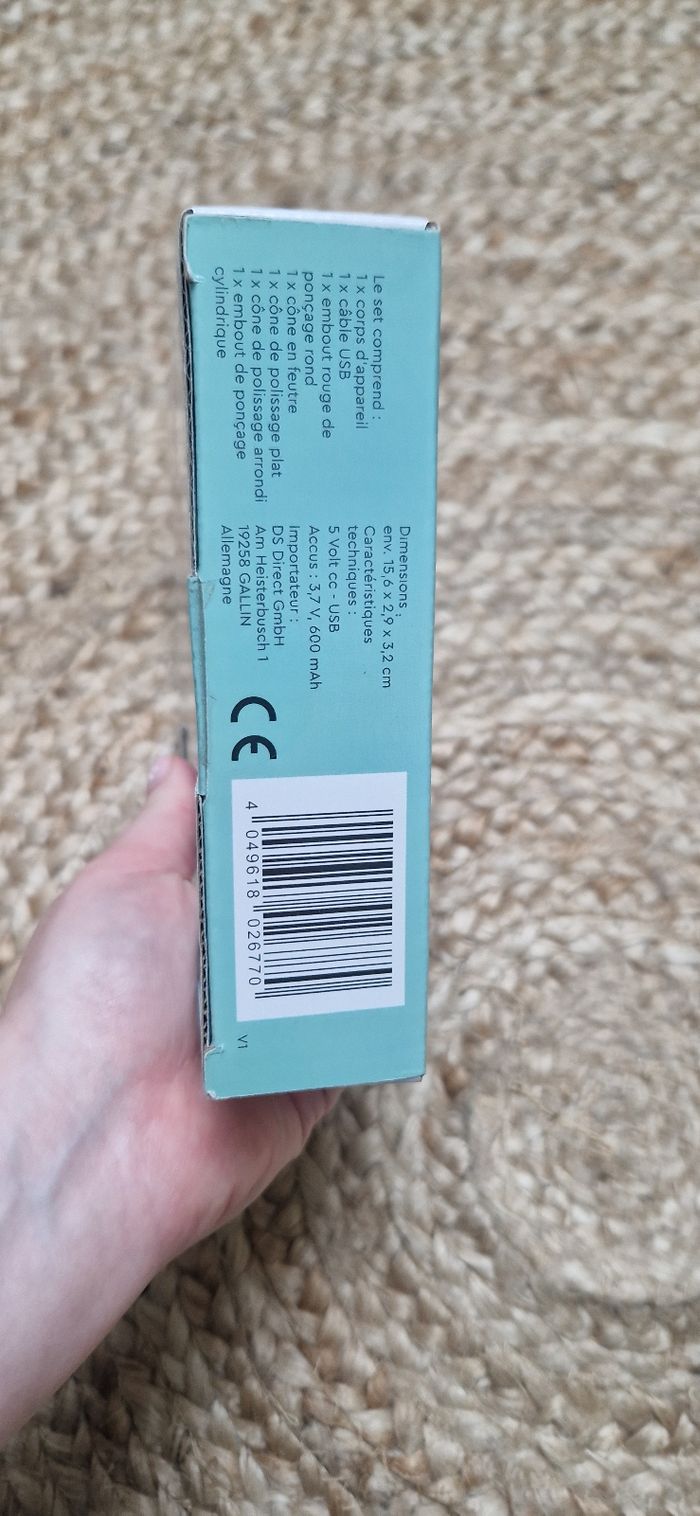 Le set comprend :
1 x corps d'appareil
1 x câble USB
1 x embout rouge de
ponçage rond
1 x cône en feutre
1 x cône de polissage plat
1 x cône de polissage arrondi
1 x embout de ponçage
cylindrique
Dimensions :
env. 15,6 x 2,9 x 3,2 cm
Caractéristiques
techniques :
5 Volt cc - USB
Accus : 3,7 V, 600 mAh
Importateur :
DS Direct GmbH
Am Heisterbusch 1
19258 GALLIN
Allemagne
CE
4 049618 026770
V1